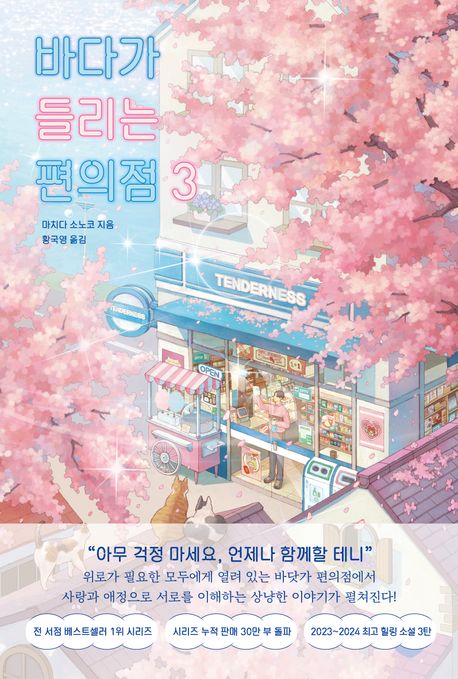 바다가
들리는
편의점 3
마치다 소노코 지음
황국영 옮김
TENDERNESS
TENDERNESS
OPEN
“아무 걱정 마세요, 언제나 함께할 테니”
위로가 필요한 모두에게 열려 있는 바닷가 편의점에서
사랑과 애정으로 서로를 이해하는 상냥한 이야기가 펼쳐진다!
전 서점 베스트셀러 1위 시리즈
시리즈 누적 판매 30만 부 돌파
2023~2024 최고 힐링 소설 3탄